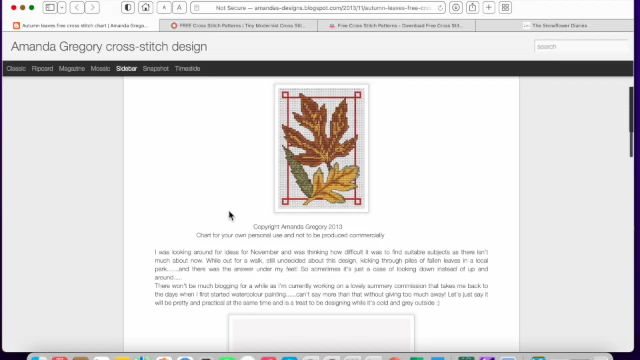 Not Secure — amandas-designs.blogspot.com/2013/11/autumn-leaves-free-cro
Autumn leaves free cross stitch chart | Amanda Grego...
FREE Cross Stitch Patterns : Tiny Modernist Cross Stit...
Free Cross Stitch Patterns - Download Free Cross Stit...
The Snowflower Diaries
Amanda Gregory cross-stitch design
search
Classic Flipcard Magazine Mosaic Sidebar Snapshot Timeslide
Copyright Amanda Gregory 2013
Chart for your own personal use and not to be produced commercially
I was looking around for ideas for November and was thinking how difficult it was to find suitable subjects as there isn't
much about now. While out for a walk, still undecided about this design, kicking through piles of fallen leaves in a local
park.......and there was the answer under my feet! So sometimes it's just a case of looking down instead of up and
around.....
There won't be much blogging for a while as I'm currently working on a lovely summery commission that takes me back to
the days when I first started watercolour painting.......can't say more than that without giving too much away! Let's just say it
will be pretty and practical at the same time and is a treat to be designing while it's cold and grey outside :)